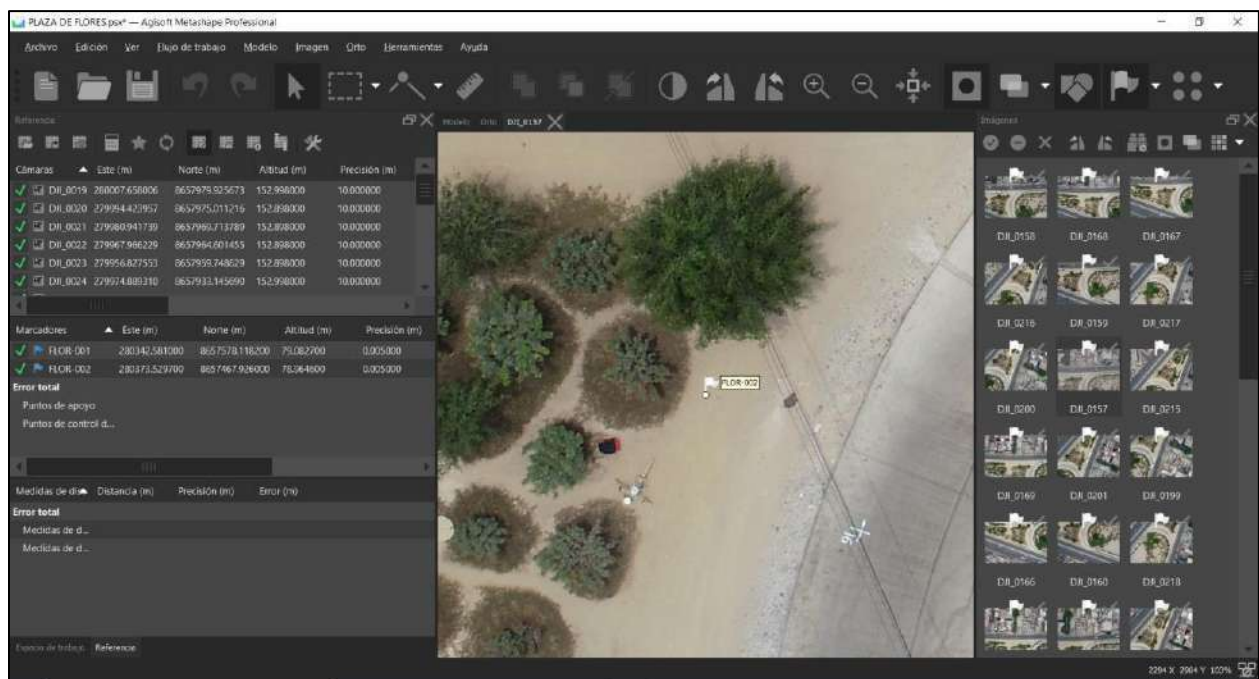 PLAZA DE FLORES.psx* — Agisoft Metashape Professional
Archivo Edición Ver Flujo de trabajo Modelo Imagen Orto Herramientas Ayuda
Referencia
Modelo Orto DJI_0157
Imágenes
Cámaras Este (m) Norte (m) Altitud (m) Precisión (m)
DJI_0019 280007.658006 8657979.925673 152.998000 10.000000
DJI_0020 279994.423957 8657975.011216 152.898000 10.000000
DJI_0021 279980.941739 8657969.713789 152.898000 10.000000
DJI_0022 279967.966229 8657964.601455 152.898000 10.000000
DJI_0023 279956.827553 8657959.748629 152.898000 10.000000
DJI_0024 279974.889310 8657933.145690 152.998000 10.000000
Marcadores Este (m) Norte (m) Altitud (m) Precisión (m)
FLOR-001 280342.581000 8657578.118200 79.082700 0.005000
FLOR-002 280373.529700 8657467.926000 78.964600 0.005000
Error total
Puntos de apoyo
Puntos de control d...
Medidas de dis Distancia (m) Precisión (m) Error (m)
Error total
Medidas de d...
Medidas de d...
Espacio de trabajo Referencia
FLOR-002
DJI_0158 DJI_0168 DJI_0167
DJI_0216 DJI_0159 DJI_0217
DJI_0200 DJI_0157 DJI_0215
DJI_0169 DJI_0201 DJI_0199
DJI_0166 DJI_0160 DJI_0218
2294 X 2904 Y 100%